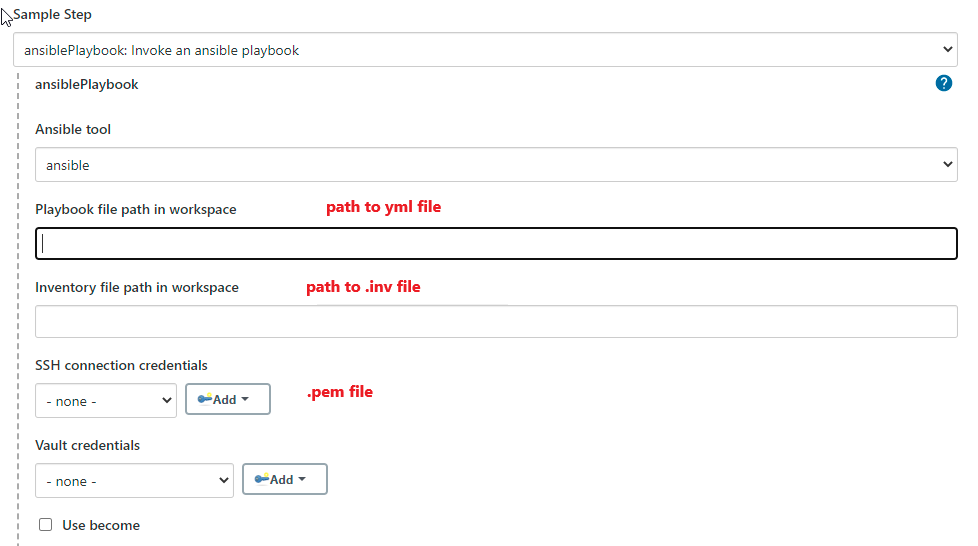 Sample Step
ansiblePlaybook: Invoke an ansible playbook
ansiblePlaybook
?
Ansible tool
ansible
Playbook file path in workspace path to yml file
Inventory file path in workspace path to .inv file
SSH connection credentials
- none - Add .pem file
Vault credentials
- none - Add
Use become